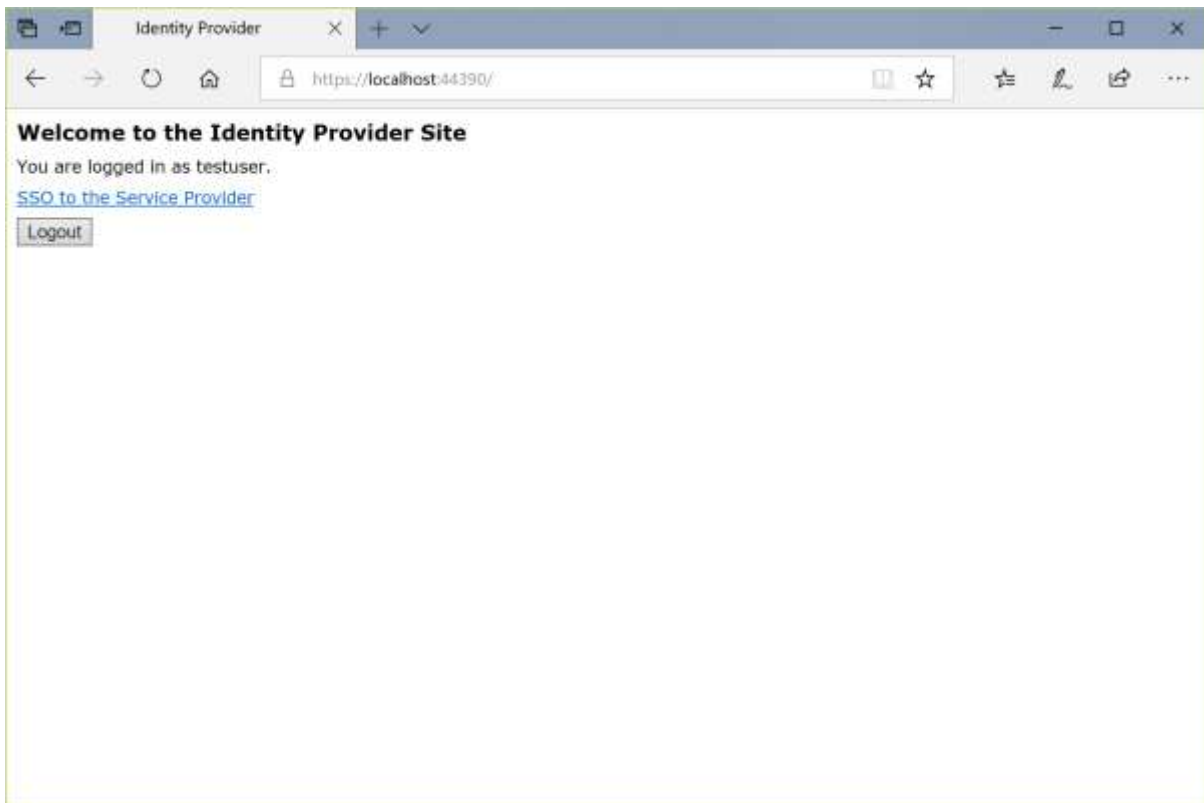 Identity Provider
https://localhost:44390/
Welcome to the Identity Provider Site
You are logged in as testuser.
SSO to the Service Provider
Logout